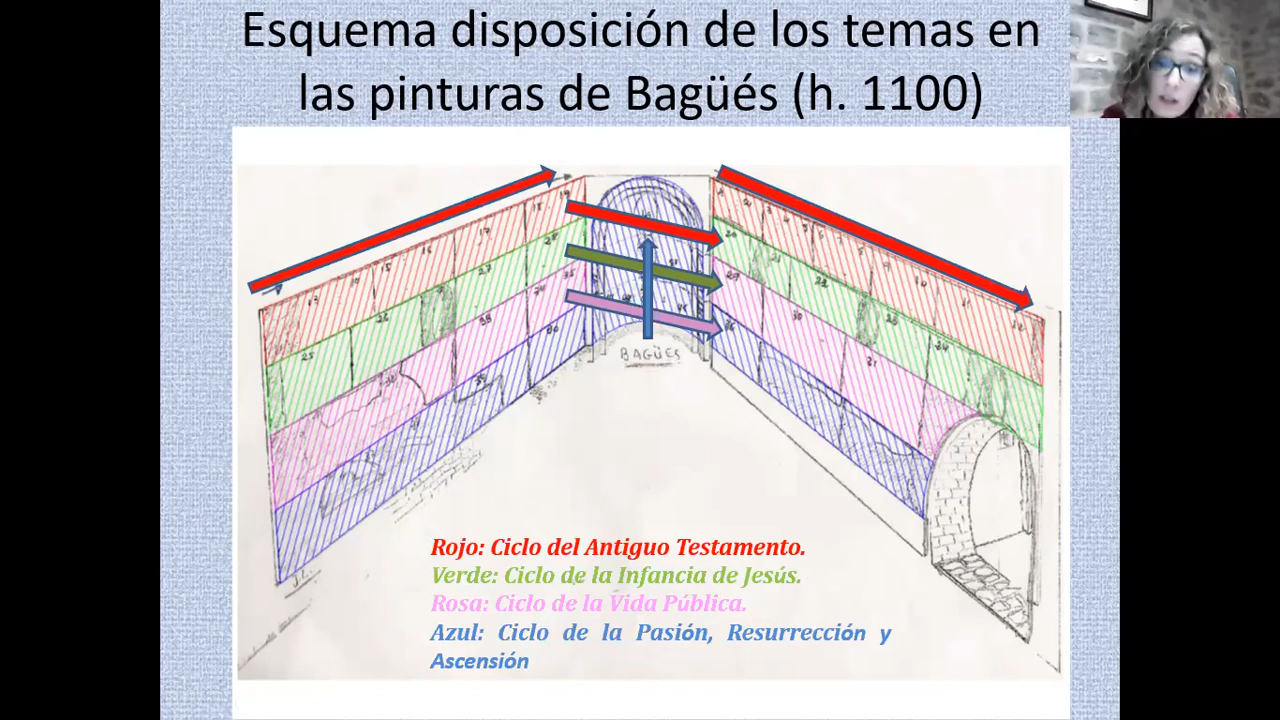 Esquema disposición de los temas en
las pinturas de Bagüés (h. 1100)
BAGÜES
Rojo: Ciclo del Antiguo Testamento.
Verde: Ciclo de la Infancia de Jesús.
Rosa: Ciclo de la Vida Pública.
Azul: Ciclo de la Pasión, Resurrección y
Ascensión